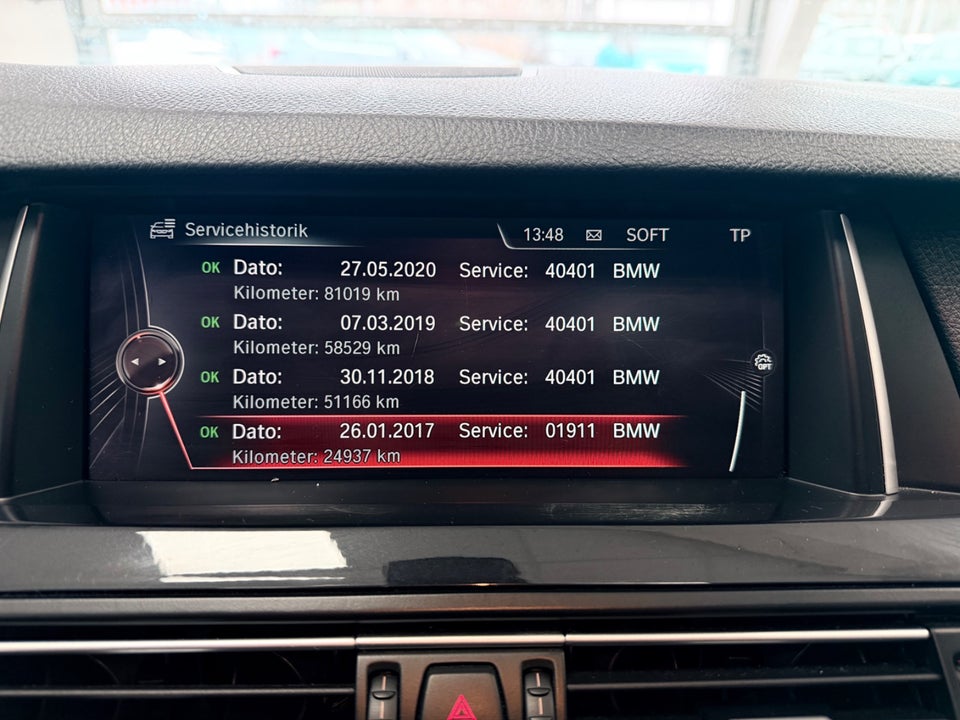 Servicehistorik 13:48 SOFT TP
OK Dato: 27.05.2020 Service: 40401 BMW
Kilometer: 81019 km
OK Dato: 07.03.2019 Service: 40401 BMW
Kilometer: 58529 km
OPT
OK Dato: 30.11.2018 Service: 40401 BMW
Kilometer: 51166 km
OK Dato: 26.01.2017 Service: 01911 BMW
Kilometer: 24937 km